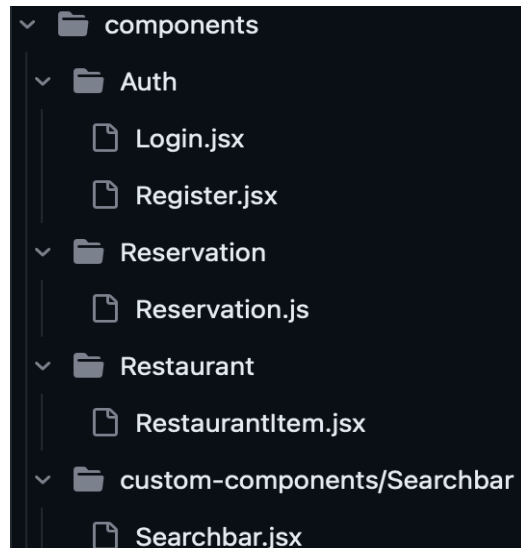 components
Auth
Login.jsx
Register.jsx
Reservation
Reservation.js
Restaurant
RestaurantItem.jsx
custom-components/Searchbar
Searchbar.jsx